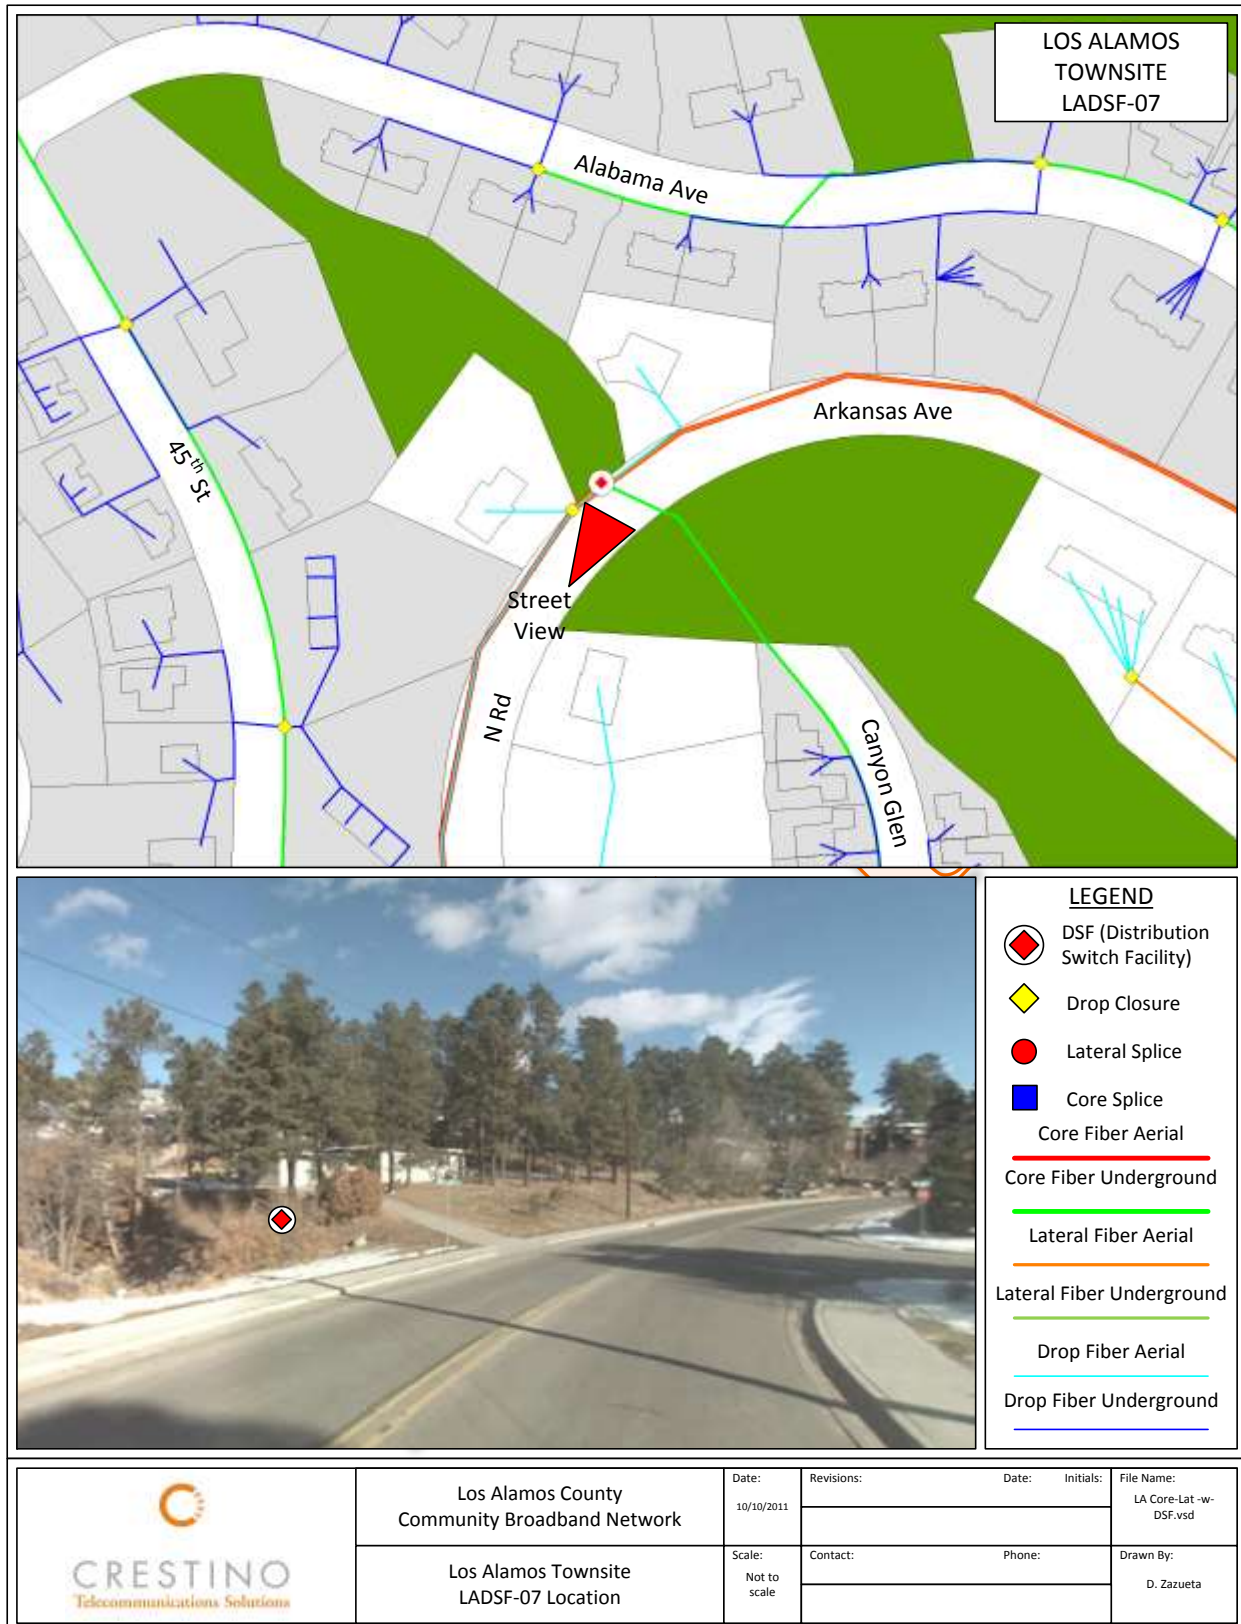 LOS ALAMOS
TOWNSITE
LADSF-07
Alabama Ave
Arkansas Ave
45th St
Street
View
N Rd
Canyon Glen
LEGEND
DSF (Distribution
Switch Facility)
Drop Closure
Lateral Splice
Core Splice
Core Fiber Aerial
Core Fiber Underground
Lateral Fiber Aerial
Lateral Fiber Underground
Drop Fiber Aerial
Drop Fiber Underground
CRESTINO
Telecommunications Solutions
Los Alamos County
Community Broadband Network
Los Alamos Townsite
LADSF-07 Location
Date:
10/10/2011
Revisions: Date: Initials:
File Name:
LA Core-Lat -w-
DSF.vsd
Scale:
Not to
scale
Contact: Phone:
Drawn By:
D. Zazueta